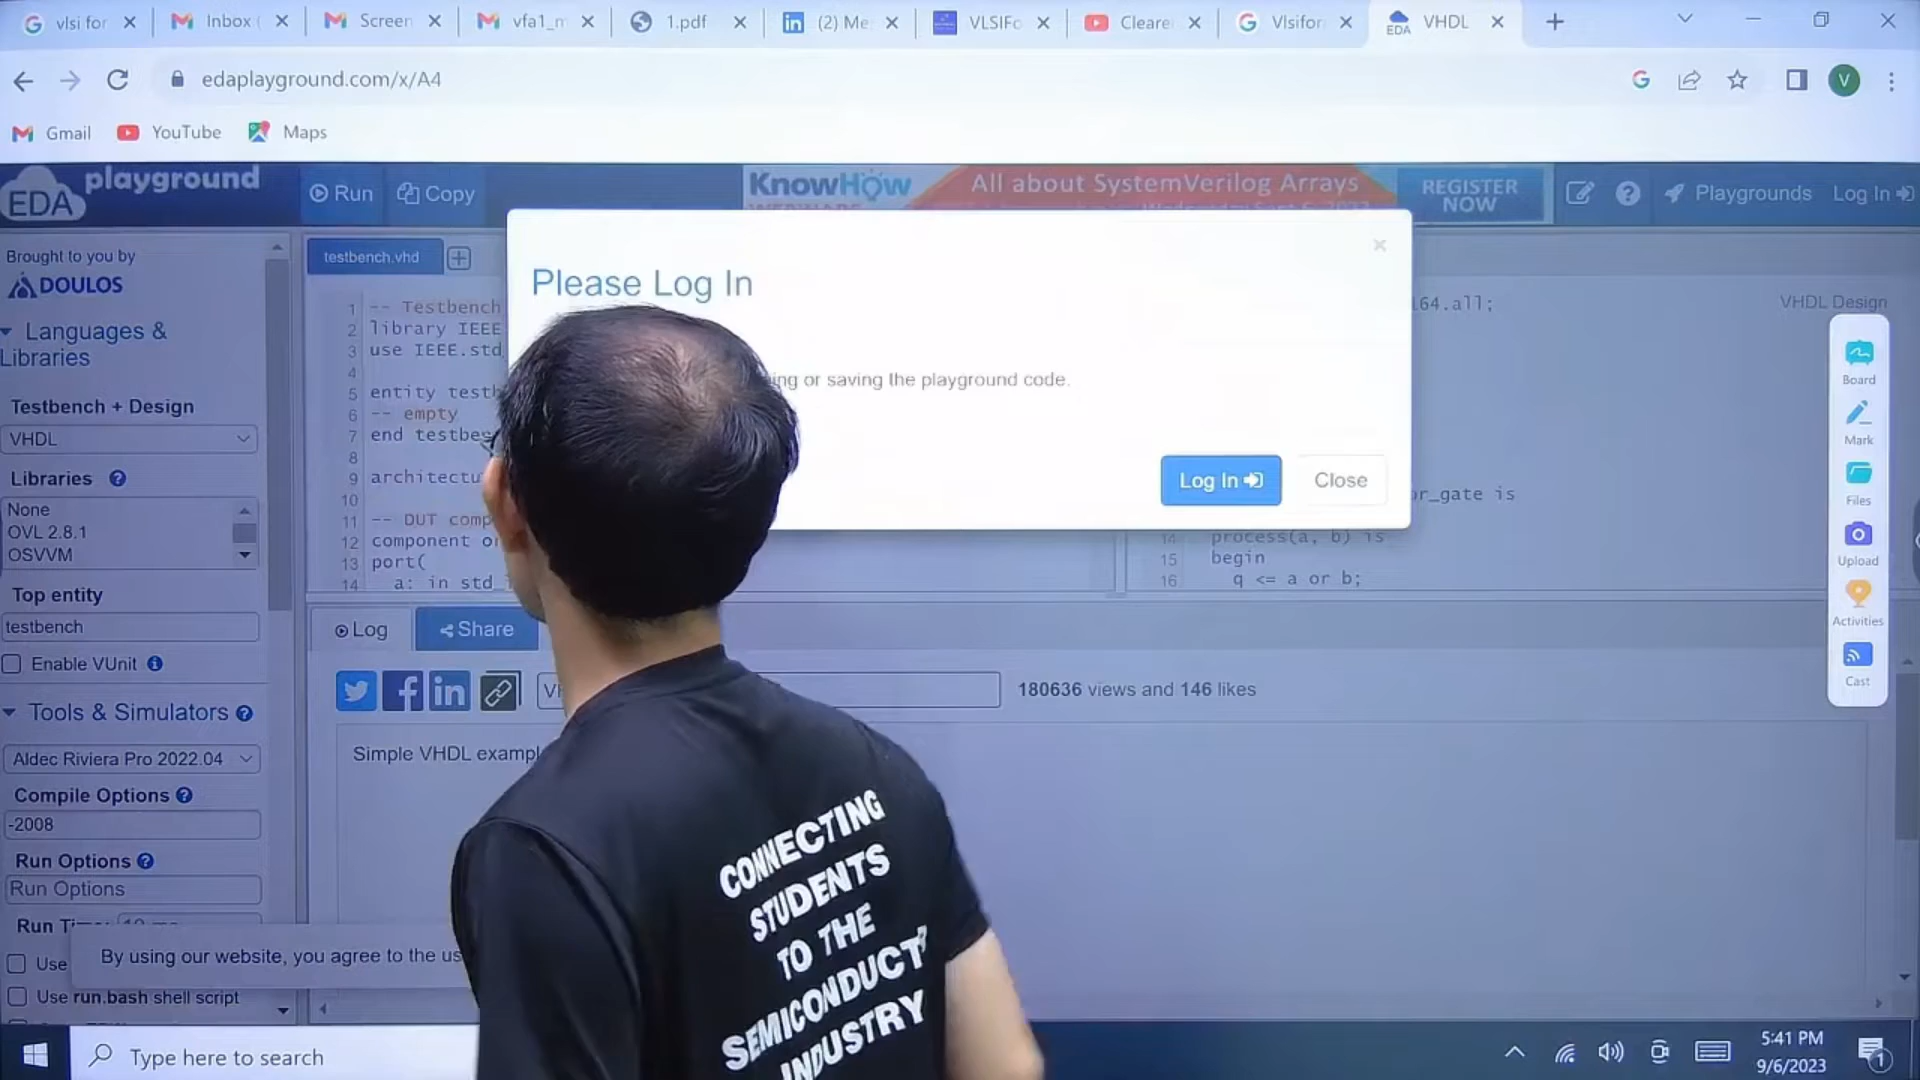 vlsi for
Inbox (
Screen
vfa1_m
1.pdf
(2) Me
VLSIFo
Cleare
Vlsifor
VHDL
edaplayground.com/x/A4
V
Gmail
YouTube
Maps
EDA playground
Run
Copy
KnowHow
All about SystemVerilog Arrays
REGISTER NOW
Playgrounds
Log In
Brought to you by
DOULOS
Languages & Libraries
Testbench + Design
VHDL
Libraries
None
OVL 2.8.1
OSVVM
Top entity
testbench
Enable VUnit
Tools & Simulators
Aldec Riviera Pro 2022.04
Compile Options
-2008
Run Options
Run Options
Use
Use run.bash shell script
By using our website, you agree to the us
testbench.vhd
1 -- Testbench
2 library IEEE
3 use IEEE.std
4
5 entity testb
6 -- empty
7 end testbe
8
9 architectu
10
11 -- DUT comp
12 component or
13 port(
14 a: in std_
Please Log In
ing or saving the playground code.
Log In
Close
164.all;
VHDL Design
or_gate is
14 process(a, b) is
15 begin
16 q <= a or b;
Log
Share
180636 views and 146 likes
Simple VHDL exampl
Board
Mark
Files
Upload
Activities
Cast
CONNECTING
STUDENTS
TO THE
SEMICONDUCT
INDUSTRY
Type here to search
5:41 PM
9/6/2023
1